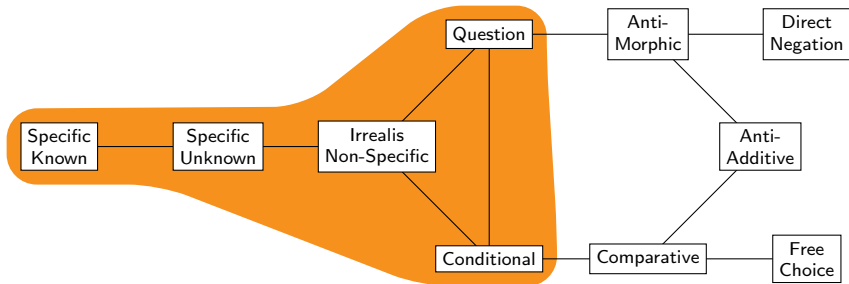 Question
Anti-
Morphic
Direct
Negation
Specific
Known
Specific
Unknown
Irrealis
Non-Specific
Anti-
Additive
Conditional
Comparative
Free
Choice